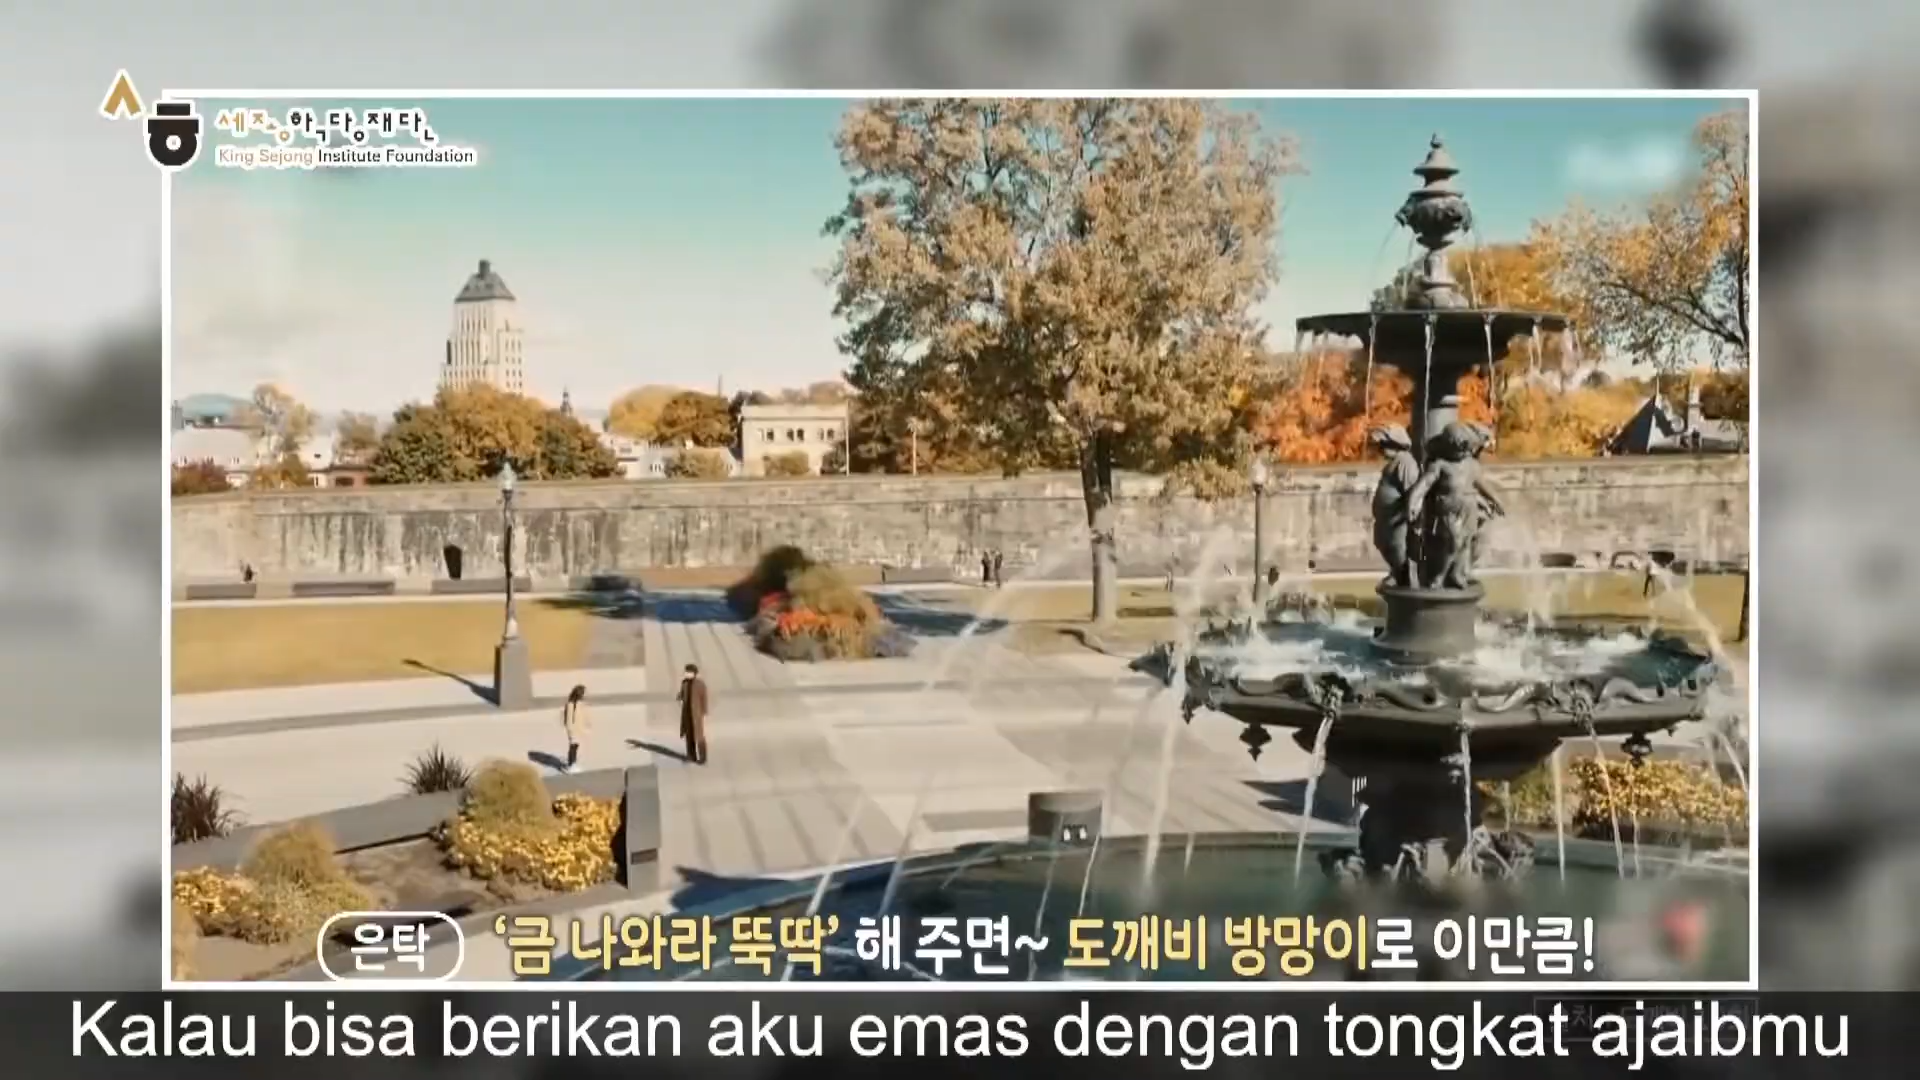 세종학당재단
King Sejong Institute Foundation
은탁 ‘금 나와라 뚝딱’ 해 주면~ 도깨비 방망이로 이만큼!
Kalau bisa berikan aku emas dengan tongkat ajaibmu